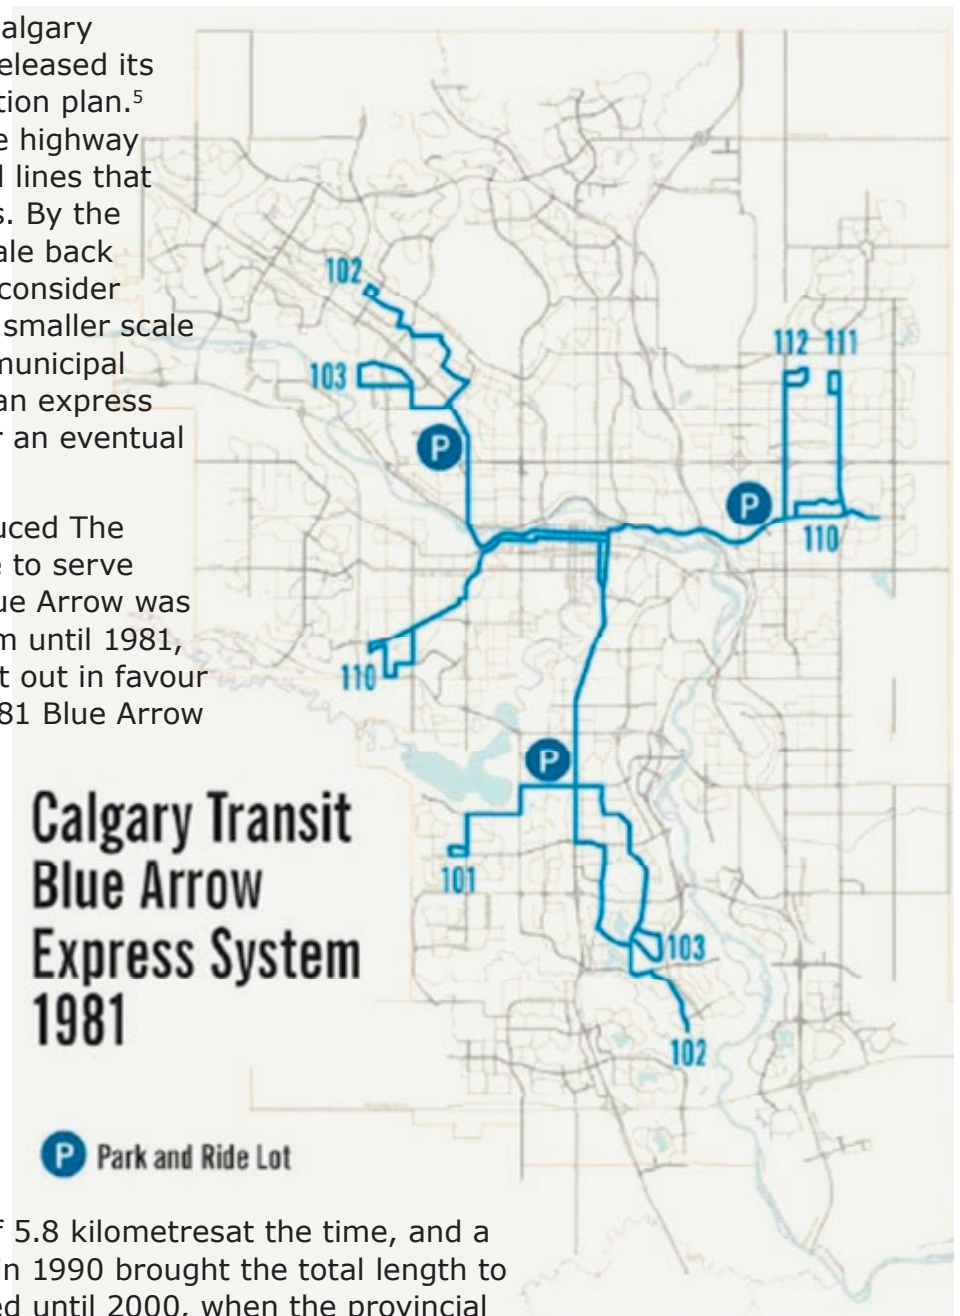 algary
eleased its
tion plan.⁵
e highway
l lines that
s. By the
ale back
consider
smaller scale
municipal
an express
r an eventual
uced The
e to serve
ue Arrow was
m until 1981,
t out in favour
81 Blue Arrow
102
103
P
112 111
P
110
110
P
101
103
102
Calgary Transit
Blue Arrow
Express System
1981
P Park and Ride Lot
f 5.8 kilometresat the time, and a
in 1990 brought the total length to
ed until 2000, when the provincial